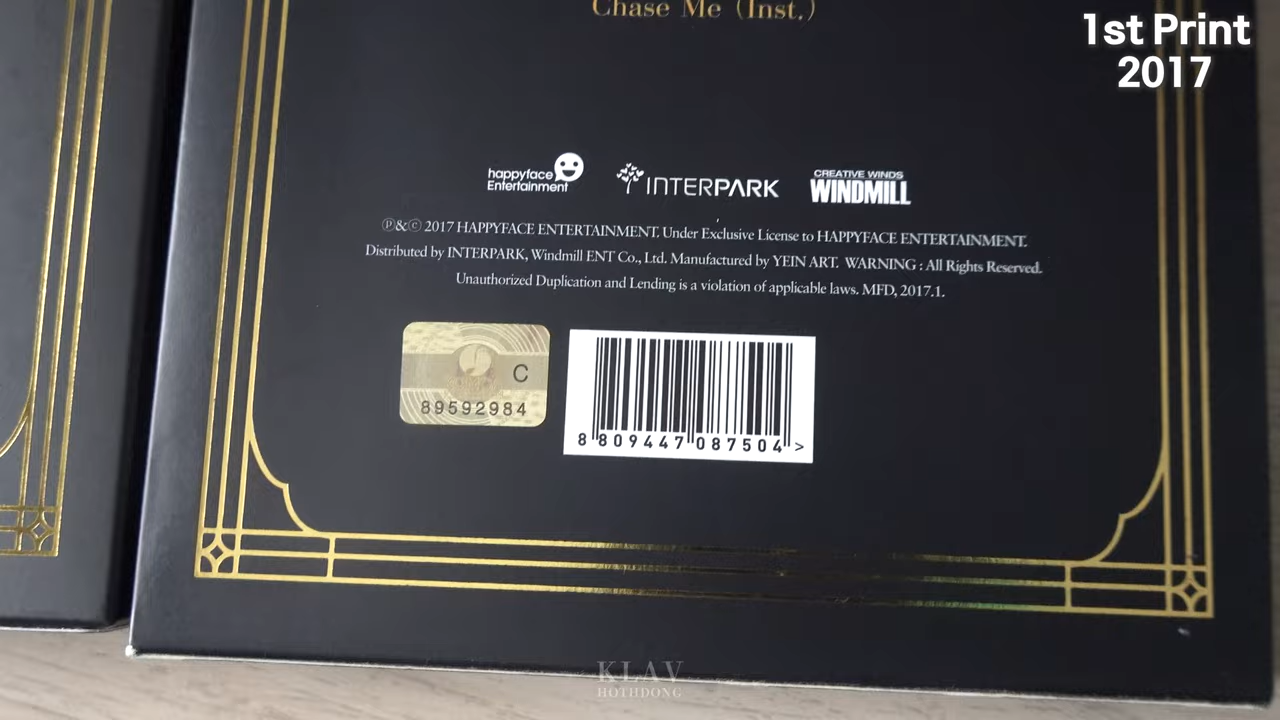 Chase Me (Inst.)
1st Print
2017
happyface
Entertainment
INTERPARK
CREATIVE WINDS
WINDMILL
℗&© 2017 HAPPYFACE ENTERTAINMENT. Under Exclusive License to HAPPYFACE ENTERTAINMENT.
Distributed by INTERPARK, Windmill ENT Co., Ltd. Manufactured by YEIN ART. WARNING : All Rights Reserved.
Unauthorized Duplication and Lending is a violation of applicable laws. MFD, 2017.1.
C
89592984
8 809447 087504 >
KLAV
HOTHDONG